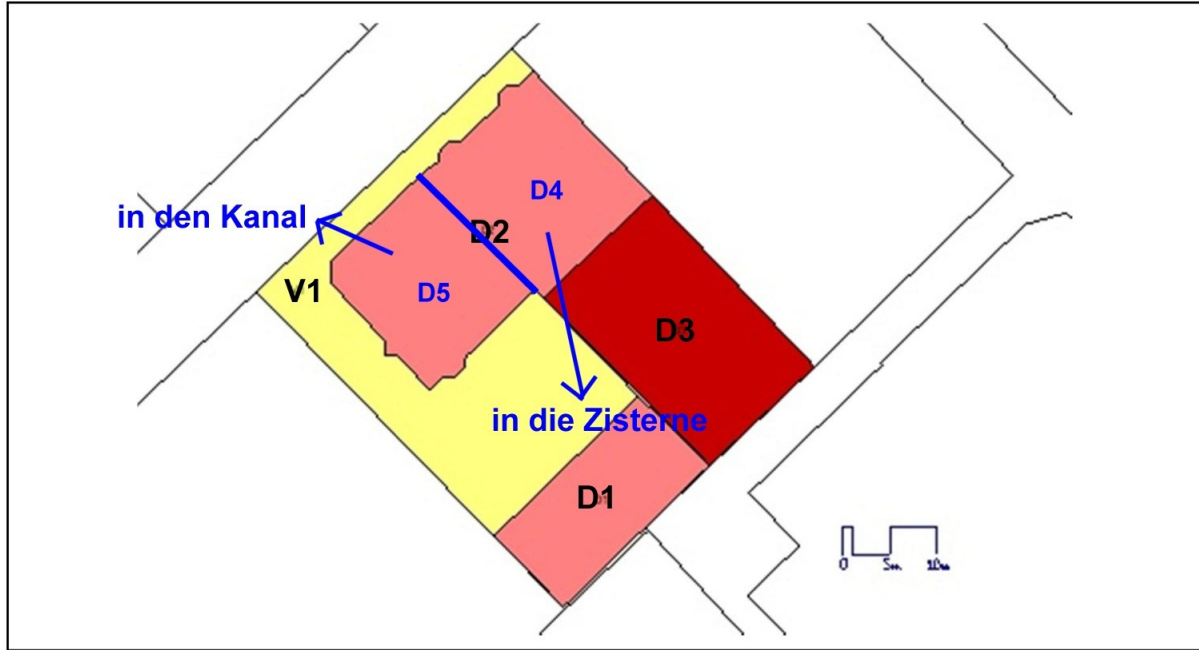 D4
in den Kanal
D2
V1
D5
D3
in die Zisterne
D1
0 5m 10m